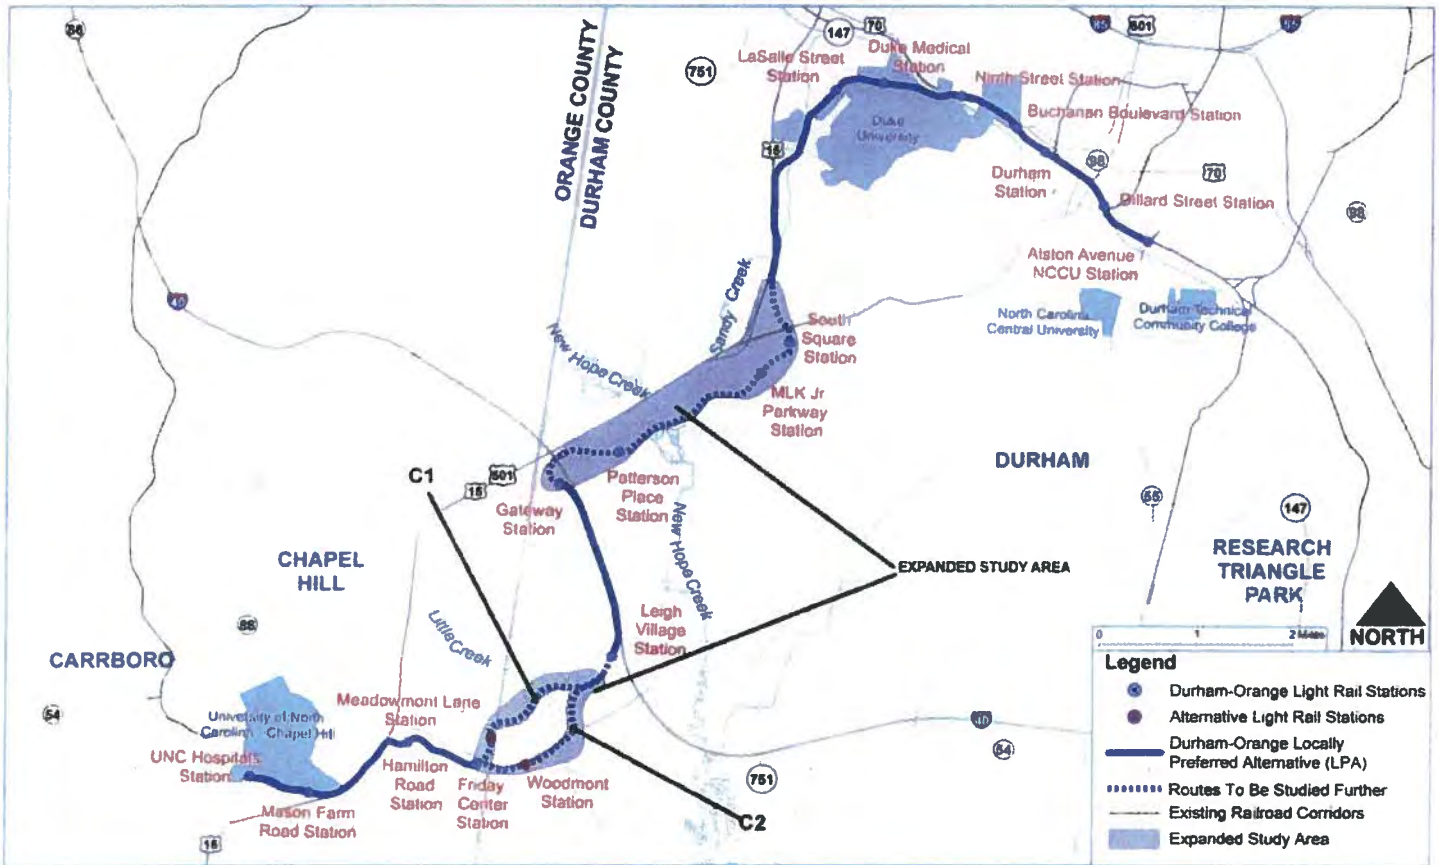 86
147
70
85
501
85
751
LaSalle Street
Station
Duke Medical
Station
Ninth Street Station
Buchanan Boulevard Station
ORANGE COUNTY
DURHAM COUNTY
Duke
University
15
98
70
98
Durham
Station
Dillard Street Station
Alston Avenue /
NCCU Station
40
New Hope Creek
Sandy Creek
South
Square
Station
North Carolina
Central University
Durham Technical
Community College
MLK Jr
Parkway
Station
C1
15
501
Gateway
Station
Patterson
Place
Station
New Hope Creek
DURHAM
55
147
CHAPEL
HILL
EXPANDED STUDY AREA
RESEARCH
TRIANGLE
PARK
NORTH
Little Creek
Leigh
Village
Station
CARRBORO
54
University of North
Carolina Chapel Hill
UNC Hospitals
Station
Meadowmont Lane
Station
Mason Farm
Road Station
Hamilton
Road
Station
Friday
Center
Station
Woodmont
Station
C2
751
40
54
15
0 1 2 Miles
Legend
Durham-Orange Light Rail Stations
Alternative Light Rail Stations
Durham-Orange Locally
Preferred Alternative (LPA)
Routes To Be Studied Further
Existing Railroad Corridors
Expanded Study Area